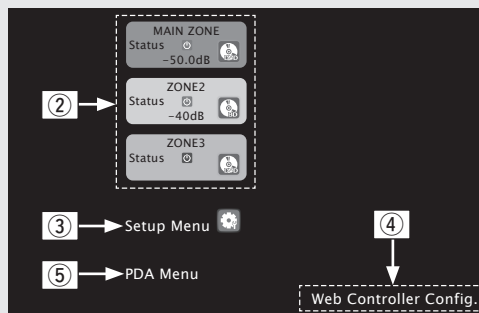 MAIN ZONE
Status
-50.0dB
② ZONE2
Status
-40dB
BD
ZONE3
Status
③ Setup Menu
④
⑤ PDA Menu
Web Controller Config.